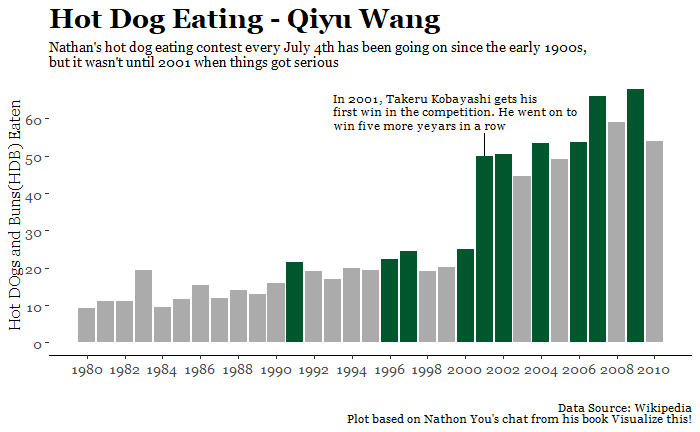 Hot Dog Eating - Qiyu Wang
Nathan's hot dog eating contest every July 4th has been going on since the early 1900s,
but it wasn't until 2001 when things got serious
In 2001, Takeru Kobayashi gets his
first win in the competition. He went on to
win five more yeyars in a row
Hot DOgs and Buns(HDB) Eaten
60
50
40
30
20
10
0
1980 1982 1984 1986 1988 1990 1992 1994 1996 1998 2000 2002 2004 2006 2008 2010
Data Source: Wikipedia
Plot based on Nathon You's chat from his book Visualize this!